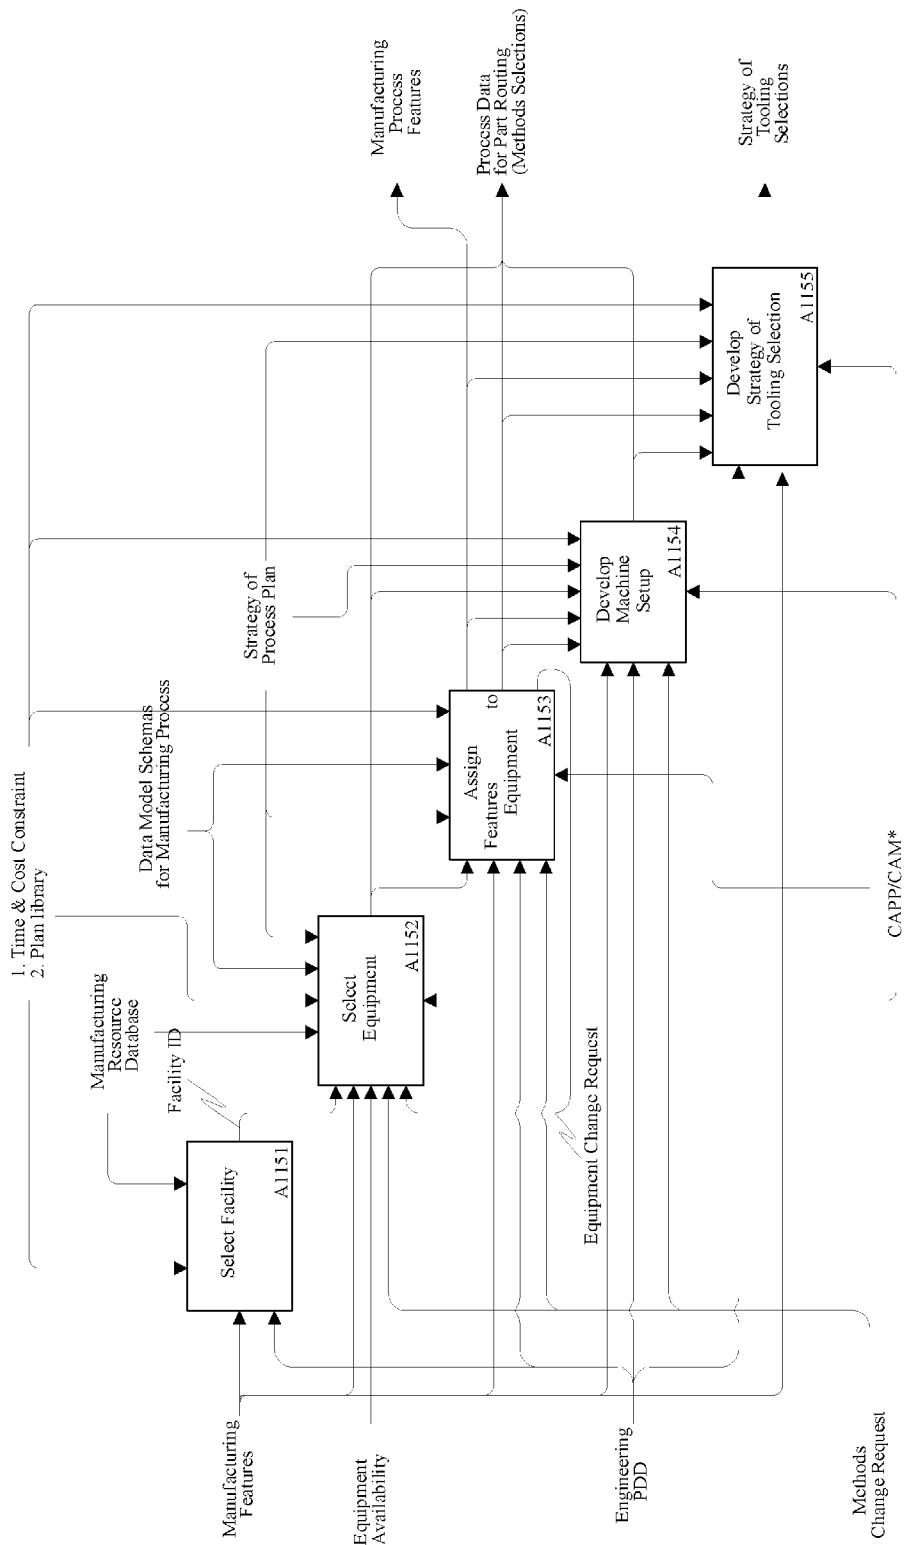 1. Time & Cost Constraint
2. Plan library
Manufacturing
Resource
Database
Data Model Schemas
for Manufacturing Process
Strategy of
Process Plan
Facility ID
Manufacturing
Features
Equipment
Availability
Engineering
PDD
Methods
Change Request
Select Facility
A1151
Select
Equipment
A1152
Assign
Features to
Equipment
A1153
Develop
Machine
Setup
A1154
Develop
Strategy of
Tooling Selection
A1155
Equipment Change Request
CAPP/CAM*
Manufacturing
Process
Features
Process Data
for Part Routing
(Methods Selections)
Strategy of
Tooling
Selections